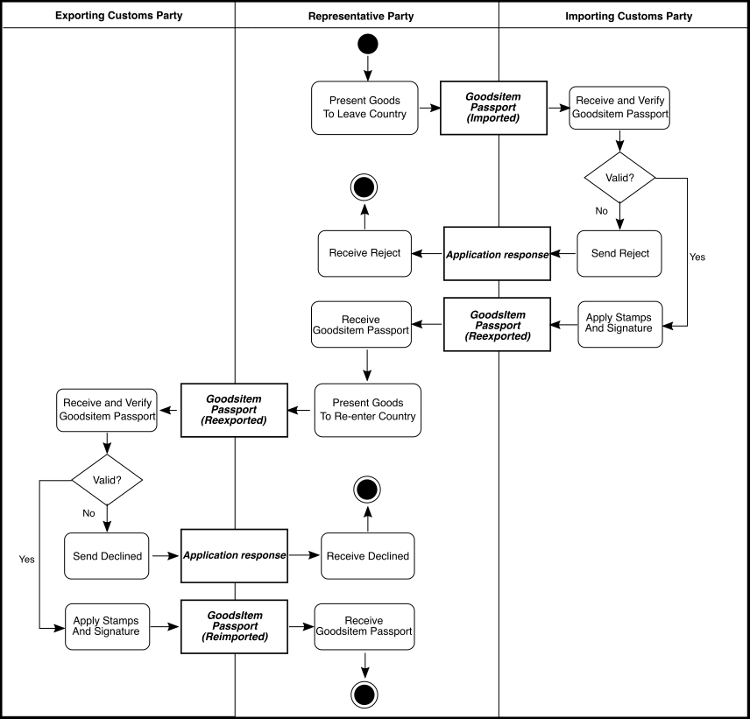 Exporting Customs Party
Representative Party
Importing Customs Party
Present Goods
To Leave Country
Goodsitem
Passport
(Imported)
Receive and Verify
Goodsitem Passport
Valid?
No
Yes
Receive Reject
Application response
Send Reject
Receive
Goodsitem Passport
GoodsItem
Passport
(Reexported)
Apply Stamps
And Signature
Receive and Verify
Goodsitem Passport
GoodsItem
Passport
(Reexported)
Present Goods
To Re-enter Country
Valid?
No
Yes
Send Declined
Application response
Receive Declined
Apply Stamps
And Signature
GoodsItem
Passport
(Reimported)
Receive
Goodsitem Passport